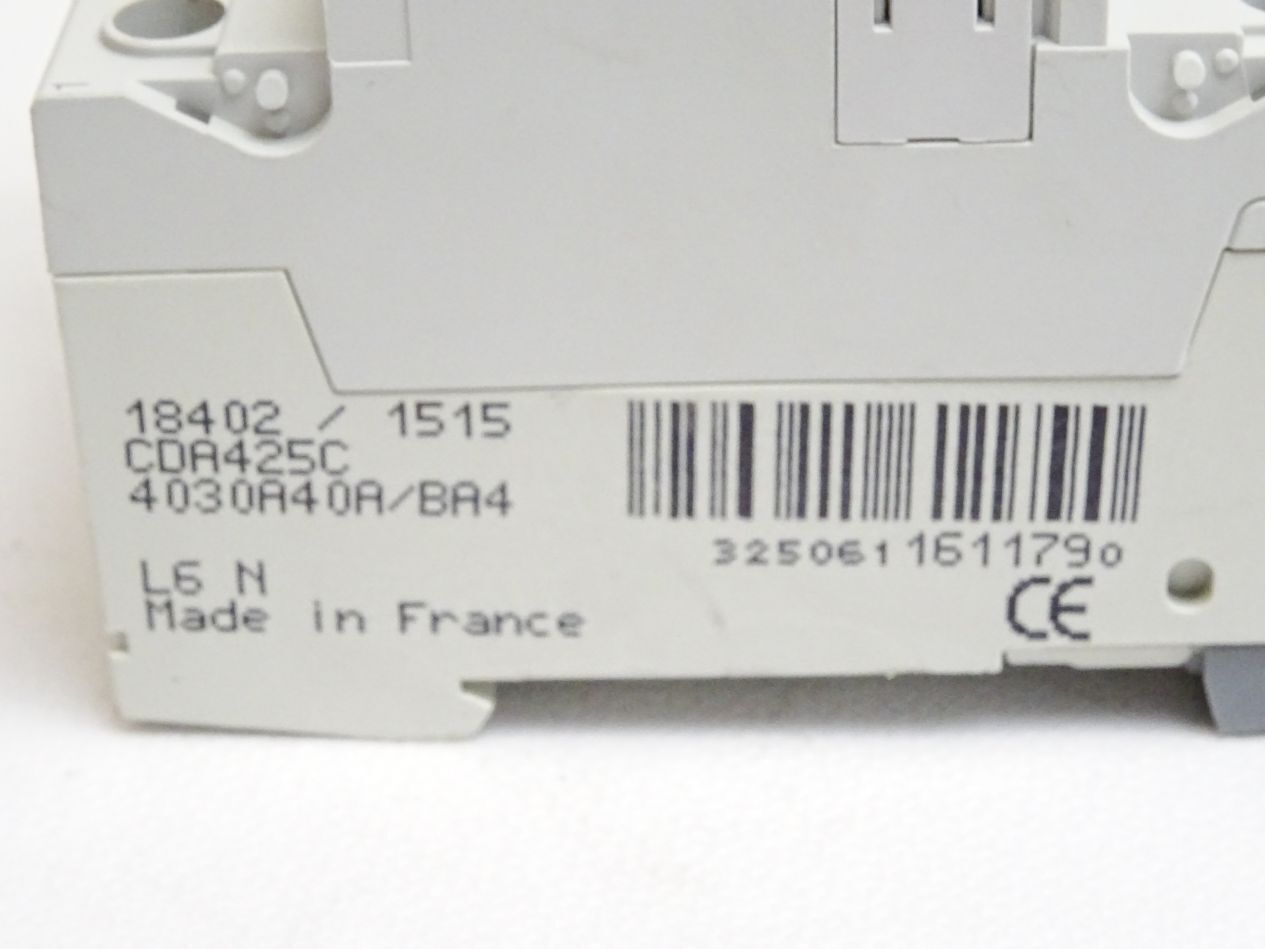 18402 / 1515
CDA425C
4030A40A/BA4
L6 N
Made in France
3250611611790
CE